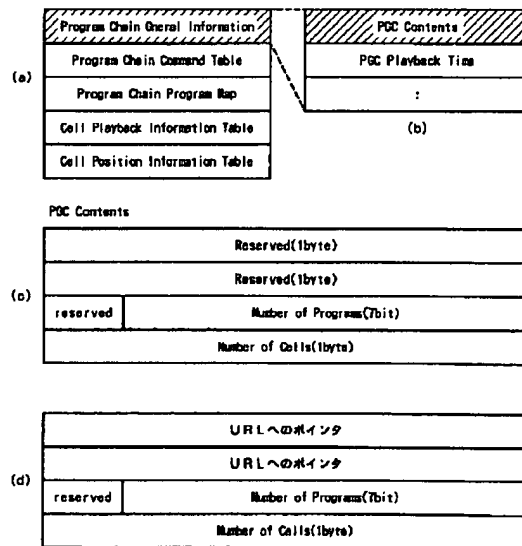 Program Chain Gneral Information
Program Chain Command Table
Program Chain Program Map
Cell Playback Information Table
Cell Position Information Table
(a)
PGC Contents
PGC Playback Time
:
(b)
PGC Contents
Reserved(1byte)
Reserved(1byte)
(c)
reserved
Number of Programs(7bit)
Number of Cells(1byte)
URLへのポインタ
URLへのポインタ
(d)
reserved
Number of Programs(7bit)
Number of Cells(1byte)